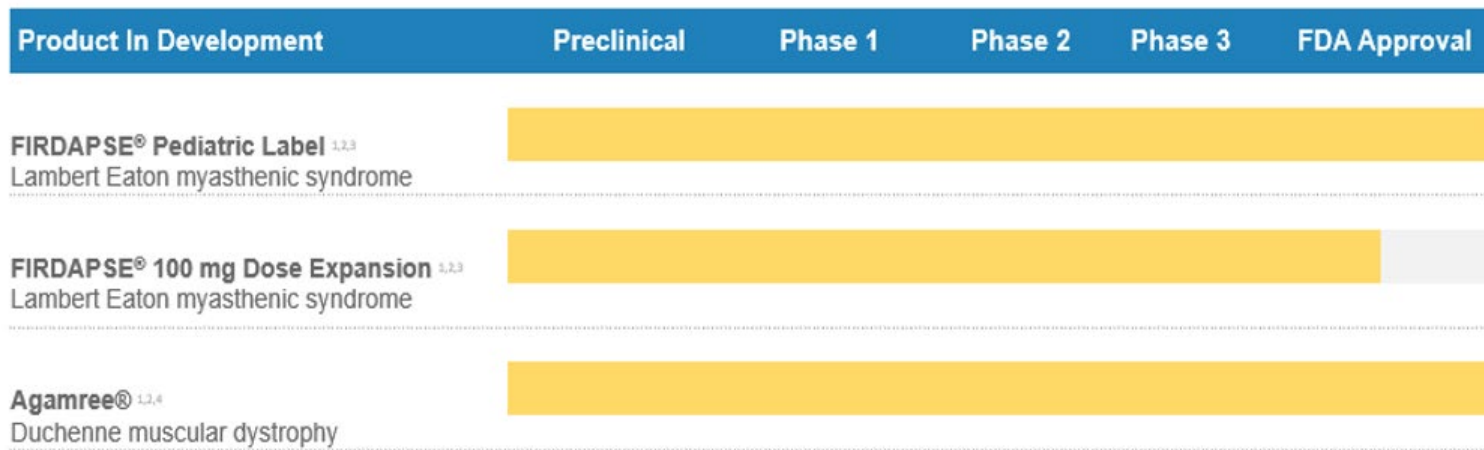 Product In Development Preclinical Phase 1 Phase 2 Phase 3 FDA Approval
FIRDAPSE® Pediatric Label 1,2,3
Lambert Eaton myasthenic syndrome
FIRDAPSE® 100 mg Dose Expansion 1,2,3
Lambert Eaton myasthenic syndrome
Agamree® 1,2,4
Duchenne muscular dystrophy